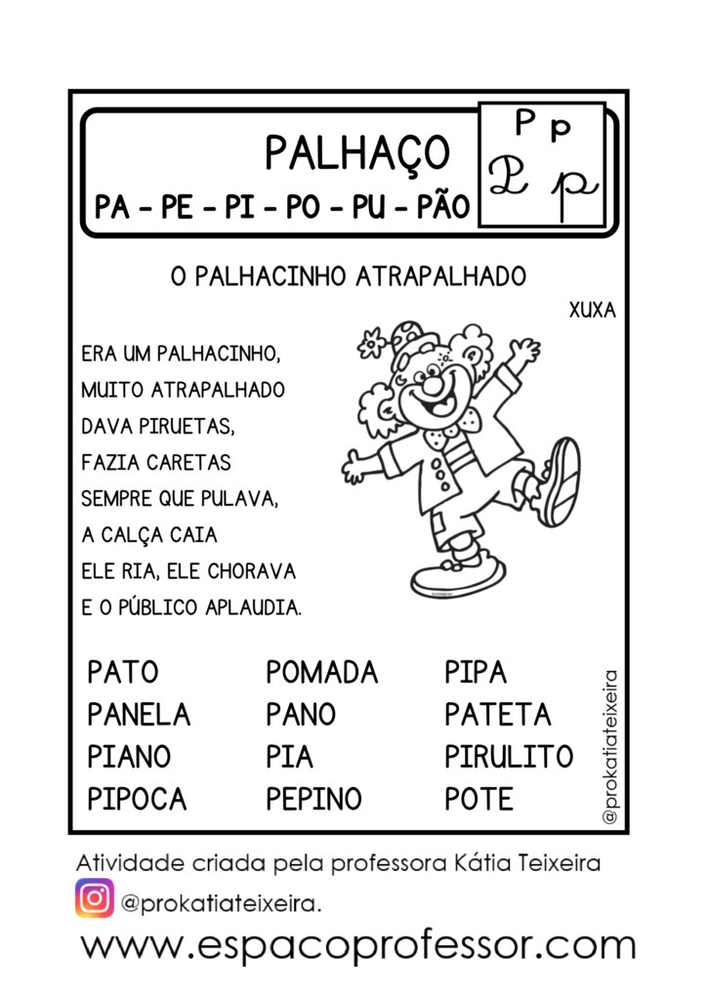 PALHAÇO
P p
PA - PE - PI - PO - PU - PÃO
P p
O PALHACINHO ATRAPALHADO
XUXA
ERA UM PALHACINHO,
MUITO ATRAPALHADO
DAVA PIRUETAS,
FAZIA CARETAS
SEMPRE QUE PULAVA,
A CALÇA CAIA
ELE RIA, ELE CHORAVA
E O PÚBLICO APLAUDIA.
PATO POMADA PIPA
PANELA PANO PATETA
PIANO PIA PIRULITO
PIPOCA PEPINO POTE
@prokatiateixeira
Atividade criada pela professora Kátia Teixeira
@prokatiateixeira.
www.espacoprofessor.com